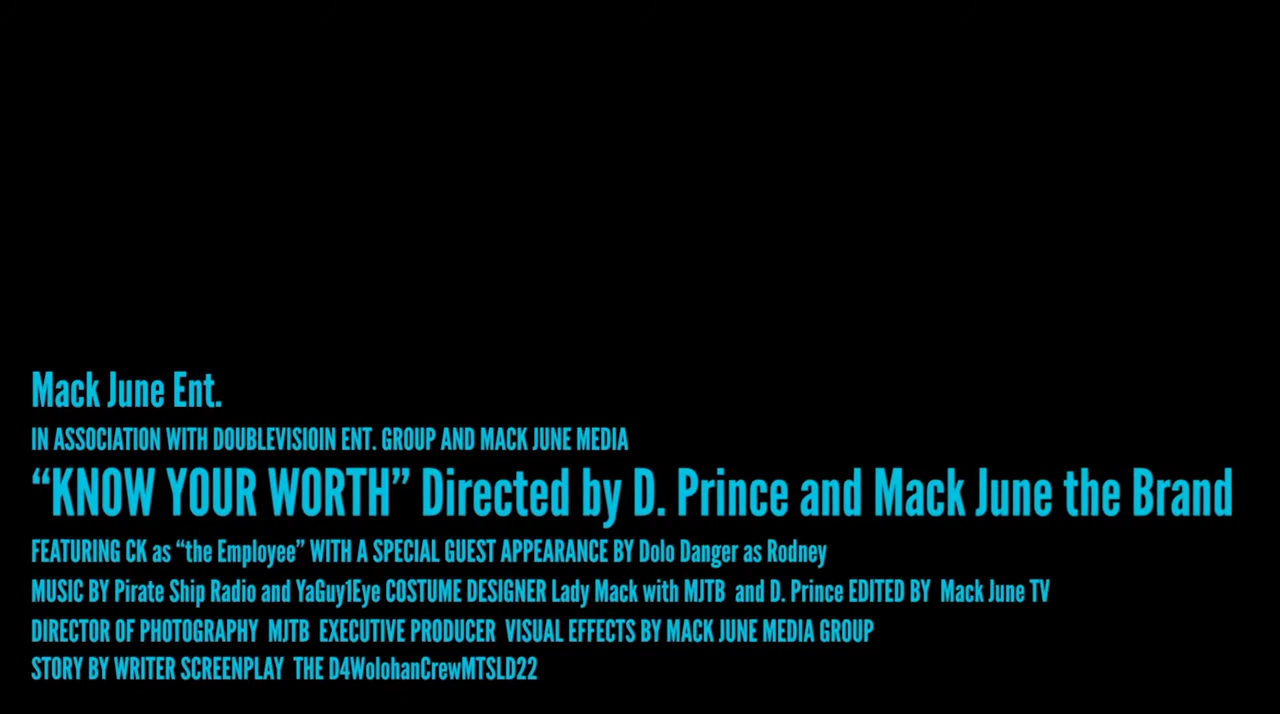 Mack June Ent.
IN ASSOCIATION WITH DOUBLEVISIOIN ENT. GROUP AND MACK JUNE MEDIA
“KNOW YOUR WORTH” Directed by D. Prince and Mack June the Brand
FEATURING CK as “the Employee” WITH A SPECIAL GUEST APPEARANCE BY Dolo Danger as Rodney
MUSIC BY Pirate Ship Radio and YaGuy1Eye COSTUME DESIGNER Lady Mack with MJTB and D. Prince EDITED BY Mack June TV
DIRECTOR OF PHOTOGRAPHY MJTB EXECUTIVE PRODUCER VISUAL EFFECTS BY MACK JUNE MEDIA GROUP
STORY BY WRITER SCREENPLAY THE D4WolohanCrewMTSLD22